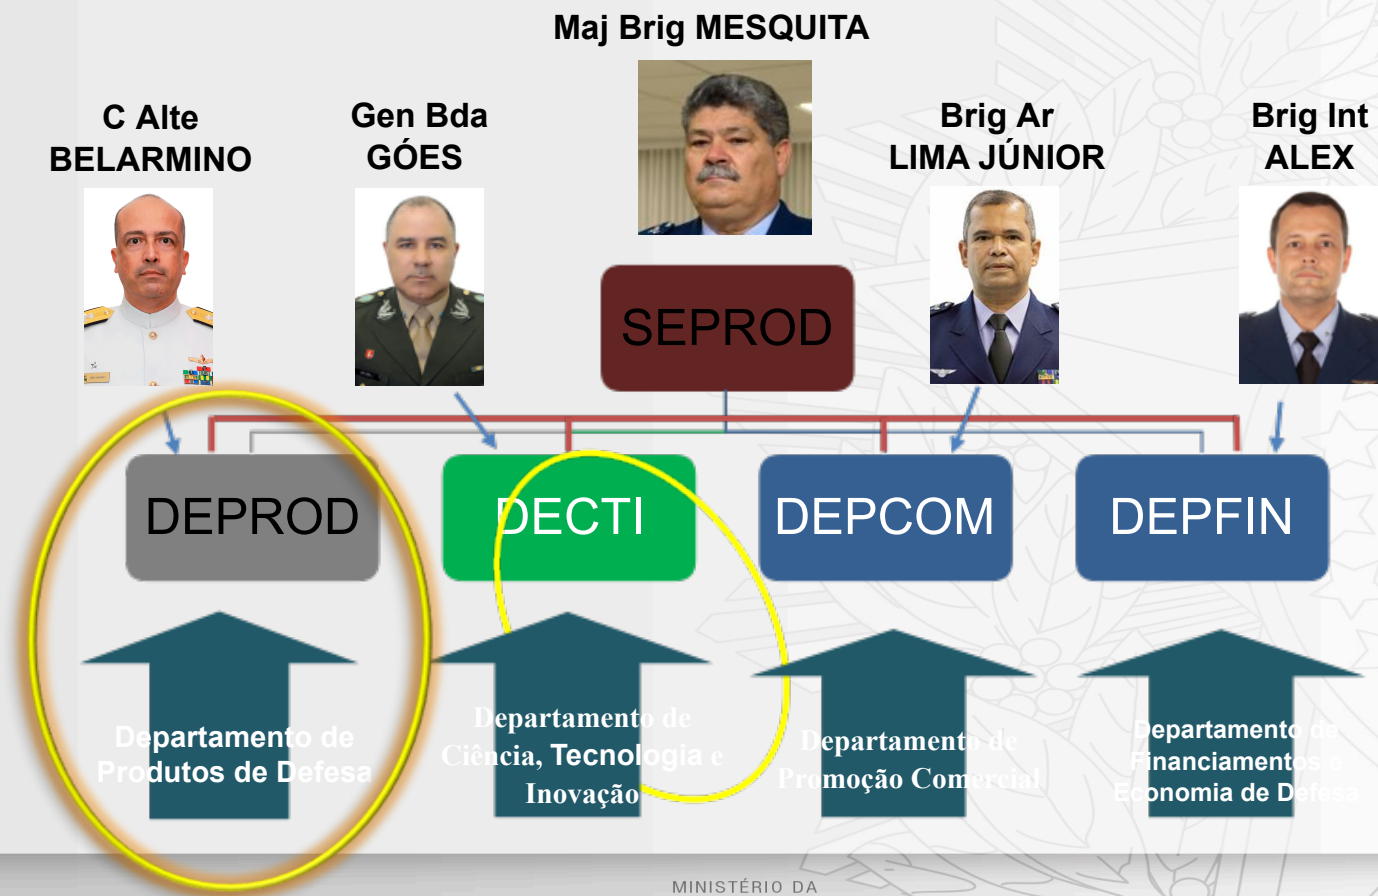 Maj Brig MESQUITA
C Alte
BELARMINO
Gen Bda
GÓES
Brig Ar
LIMA JÚNIOR
Brig Int
ALEX
SEPROD
DEPROD
DECTI
DEPCOM
DEPFIN
Departamento de
Produtos de Defesa
Departamento de
Ciência, Tecnologia e
Inovação
Departamento de
Promoção Comercial
Departamento de
Financiamentos e
Economia de Defesa
MINISTÉRIO DA